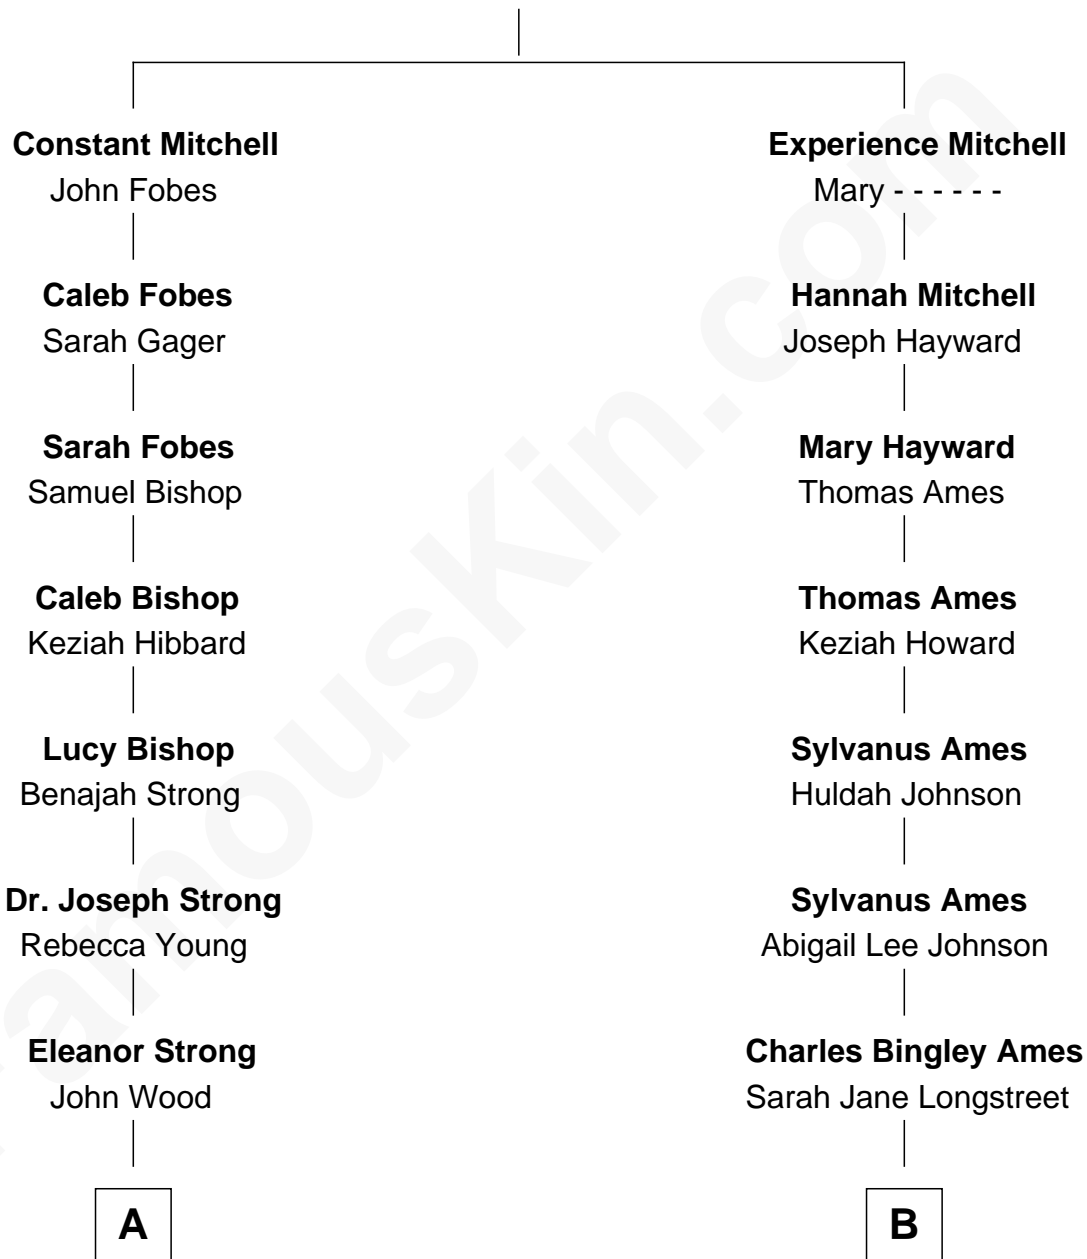 Constant Mitchell
John Fobes
Experience Mitchell
Mary - - - - - -
Caleb Fobes
Sarah Gager
Hannah Mitchell
Joseph Hayward
Sarah Fobes
Samuel Bishop
Mary Hayward
Thomas Ames
Caleb Bishop
Keziah Hibbard
Thomas Ames
Keziah Howard
Lucy Bishop
Benajah Strong
Sylvanus Ames
Huldah Johnson
Dr. Joseph Strong
Rebecca Young
Sylvanus Ames
Abigail Lee Johnson
Eleanor Strong
John Wood
Charles Bingley Ames
Sarah Jane Longstreet
A
B
FamousKin.com